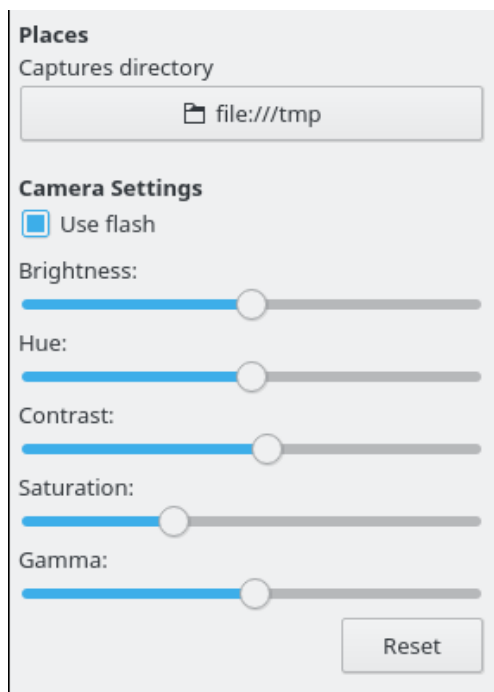 Places
Captures directory
file:///tmp
Camera Settings
Use flash
Brightness:
Hue:
Contrast:
Saturation:
Gamma:
Reset